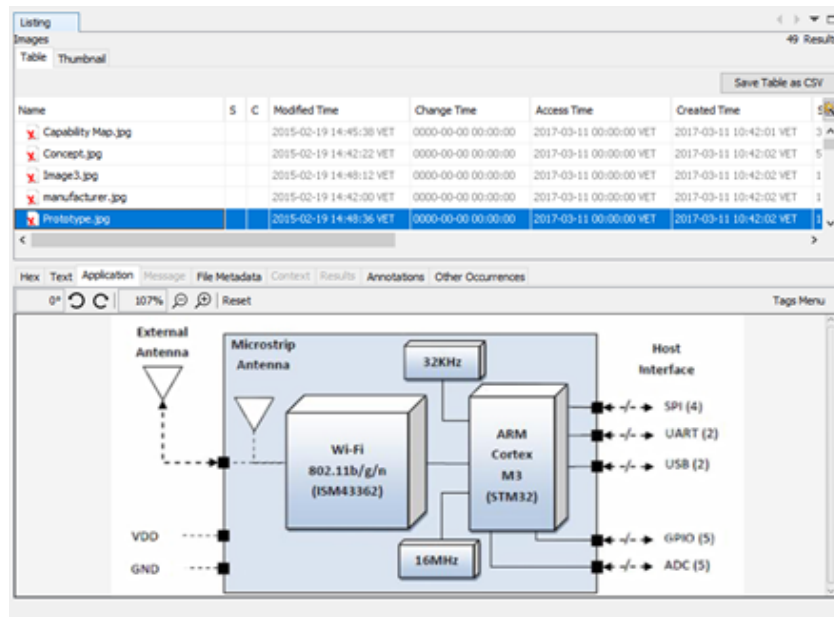 Listing
Images
49 Result
Table Thumbnail
Save Table as CSV
Name S C Modified Time Change Time Access Time Created Time S
Capability Map.jpg 2015-02-19 14:45:38 VET 0000-00-00 00:00:00 2017-03-11 00:00:00 VET 2017-03-11 10:42:01 VET 3
Concept.jpg 2015-02-19 14:42:22 VET 0000-00-00 00:00:00 2017-03-11 00:00:00 VET 2017-03-11 10:42:02 VET 5
Image3.jpg 2015-02-19 14:48:12 VET 0000-00-00 00:00:00 2017-03-11 00:00:00 VET 2017-03-11 10:42:02 VET 1
manufacturer.jpg 2015-02-19 14:42:00 VET 0000-00-00 00:00:00 2017-03-11 00:00:00 VET 2017-03-11 10:42:02 VET 1
Prototype.jpg 2015-02-19 14:48:36 VET 0000-00-00 00:00:00 2017-03-11 00:00:00 VET 2017-03-11 10:42:02 VET 1
Hex Text Application Message File Metadata Context Results Annotations Other Occurrences
0° 107% Reset Tags Menu
External
Antenna
Microstrip
Antenna
32KHz
Host
Interface
Wi-Fi
802.11b/g/n
(ISM43362)
ARM
Cortex
M3
(STM32)
SPI (4)
UART (2)
USB (2)
VDD
GND
16MHz
GPIO (5)
ADC (5)